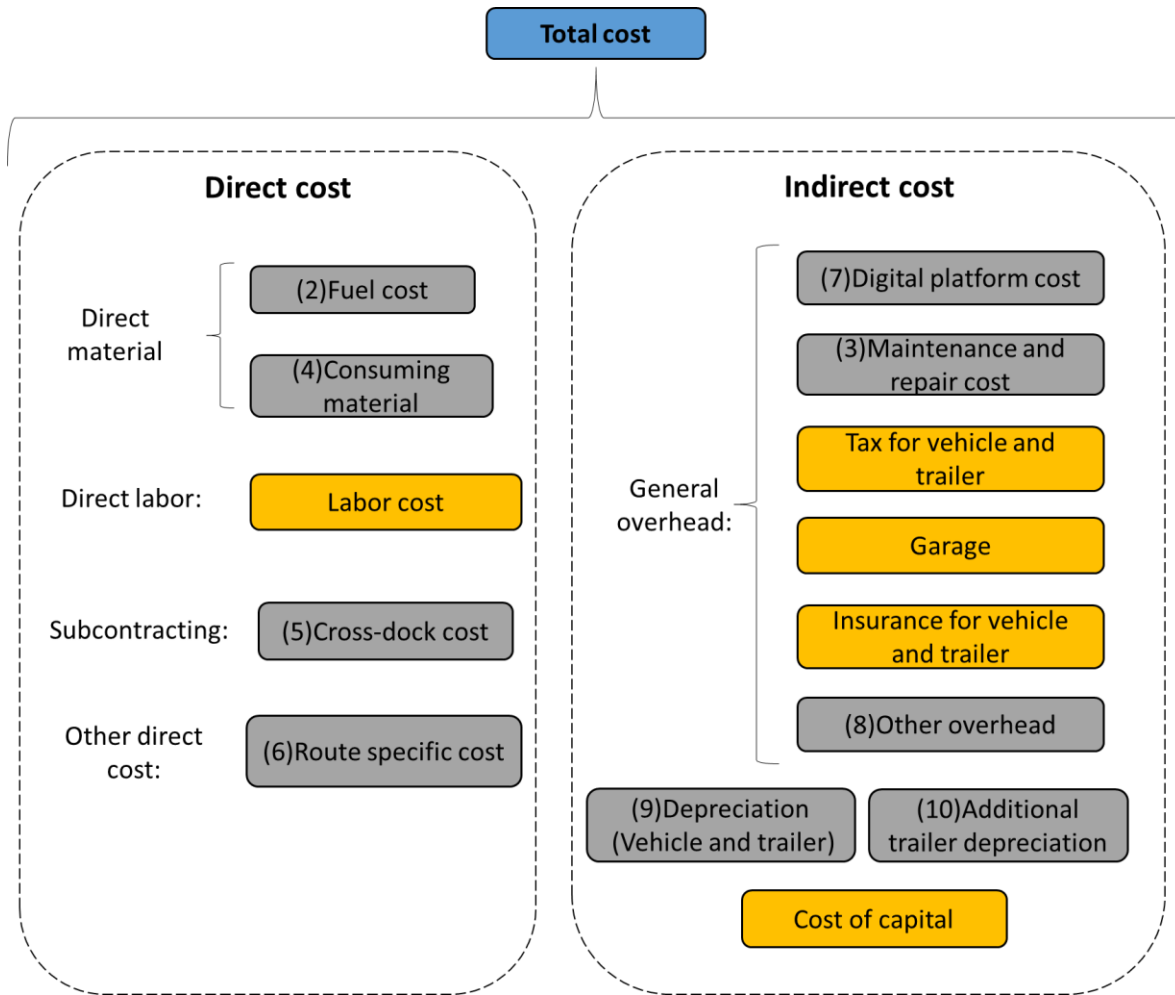 Total cost
Direct cost
Direct
material
(2)Fuel cost
(4)Consuming
material
Direct labor:
Labor cost
Subcontracting:
(5)Cross-dock cost
Other direct
cost:
(6)Route specific cost
Indirect cost
General
overhead:
(7)Digital platform cost
(3)Maintenance and
repair cost
Tax for vehicle and
trailer
Garage
Insurance for vehicle
and trailer
(8)Other overhead
(9)Depreciation
(Vehicle and trailer)
(10)Additional
trailer depreciation
Cost of capital